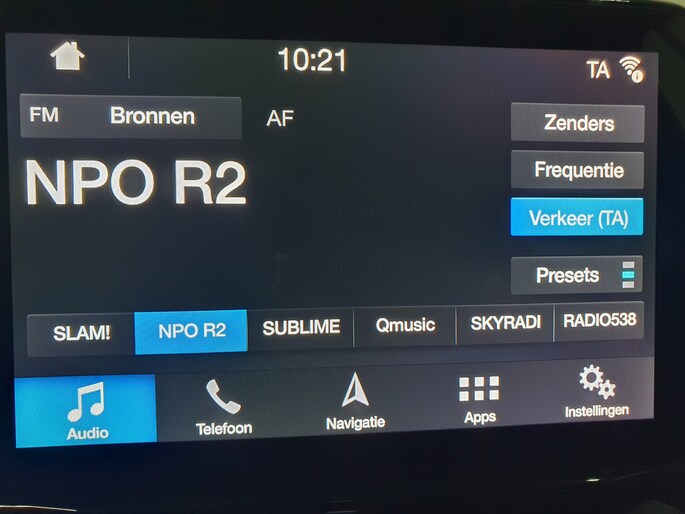 10:21
TA
FM Bronnen
AF
Zenders
NPO R2
Frequentie
Verkeer (TA)
Presets
SLAM! NPO R2 SUBLIME Qmusic SKYRADI RADIO538
Audio Telefoon Navigatie Apps Instellingen